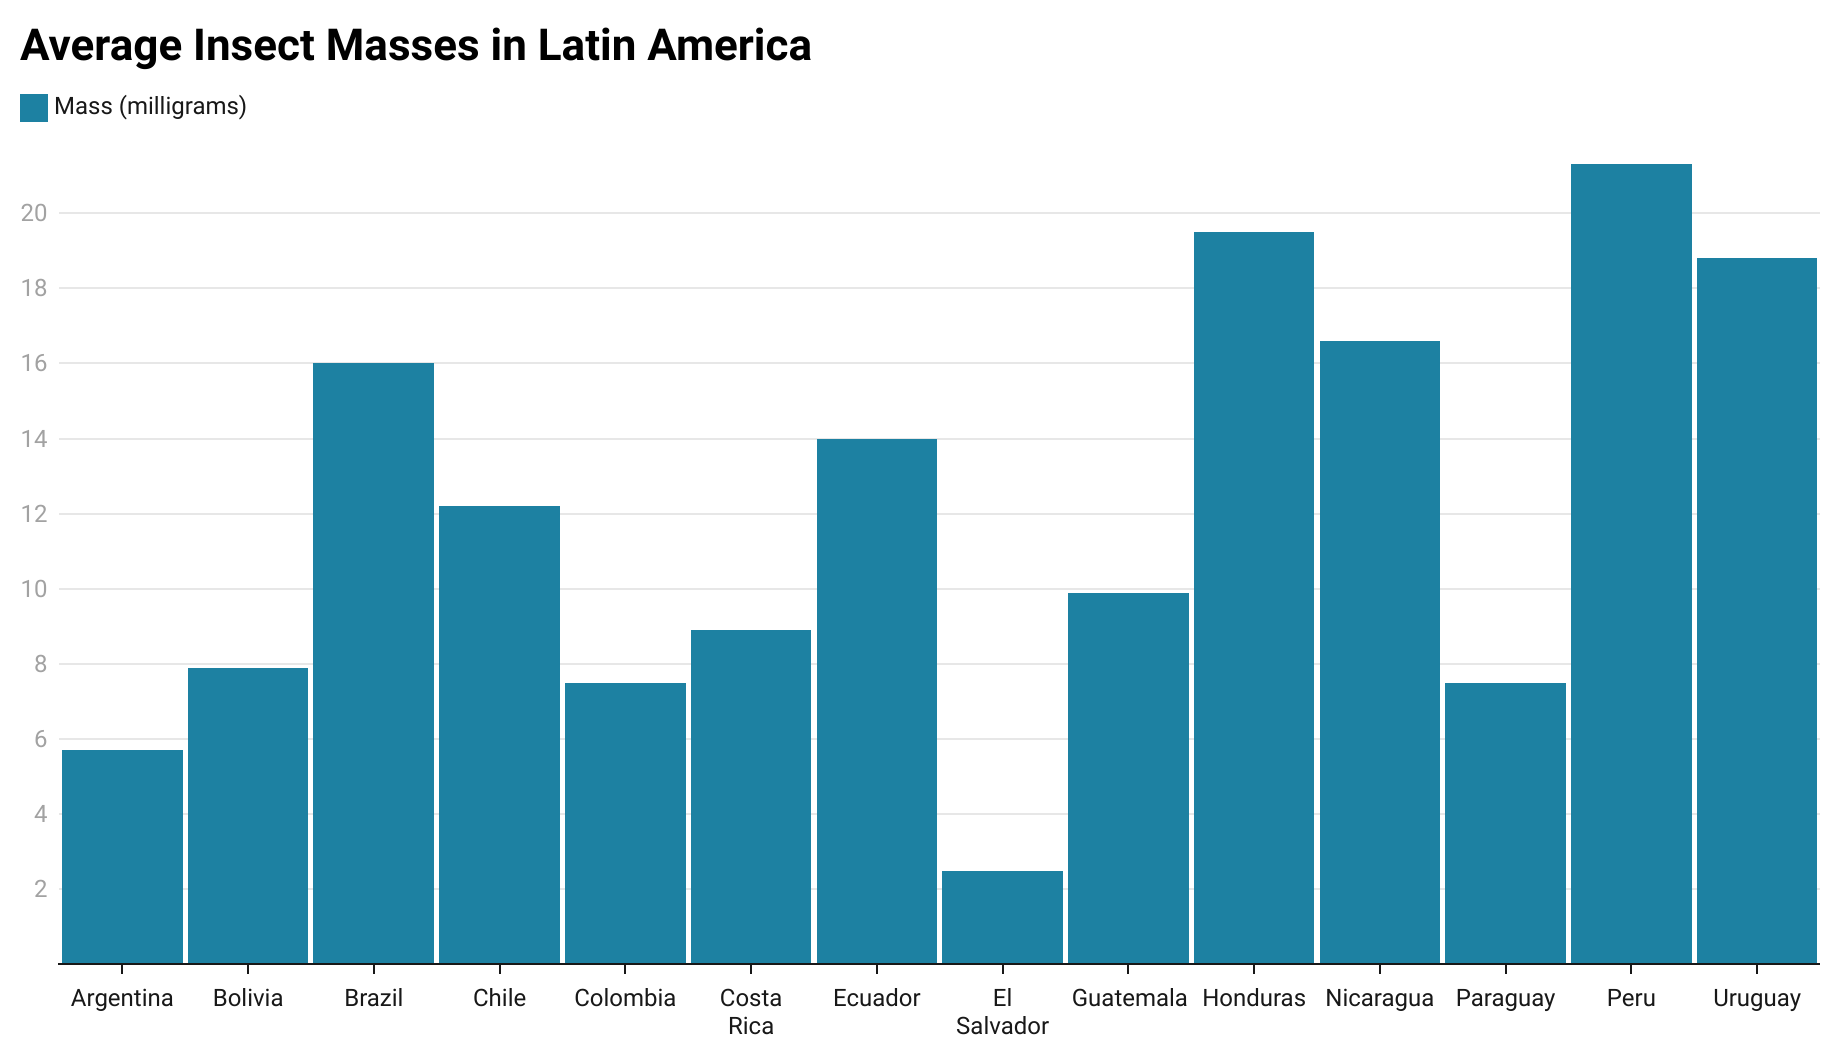 Average Insect Masses in Latin America
Mass (milligrams)
20
18
16
14
12
10
8
6
4
2
Argentina
Bolivia
Brazil
Chile
Colombia
Costa
Rica
Ecuador
El
Salvador
Guatemala
Honduras
Nicaragua
Paraguay
Peru
Uruguay